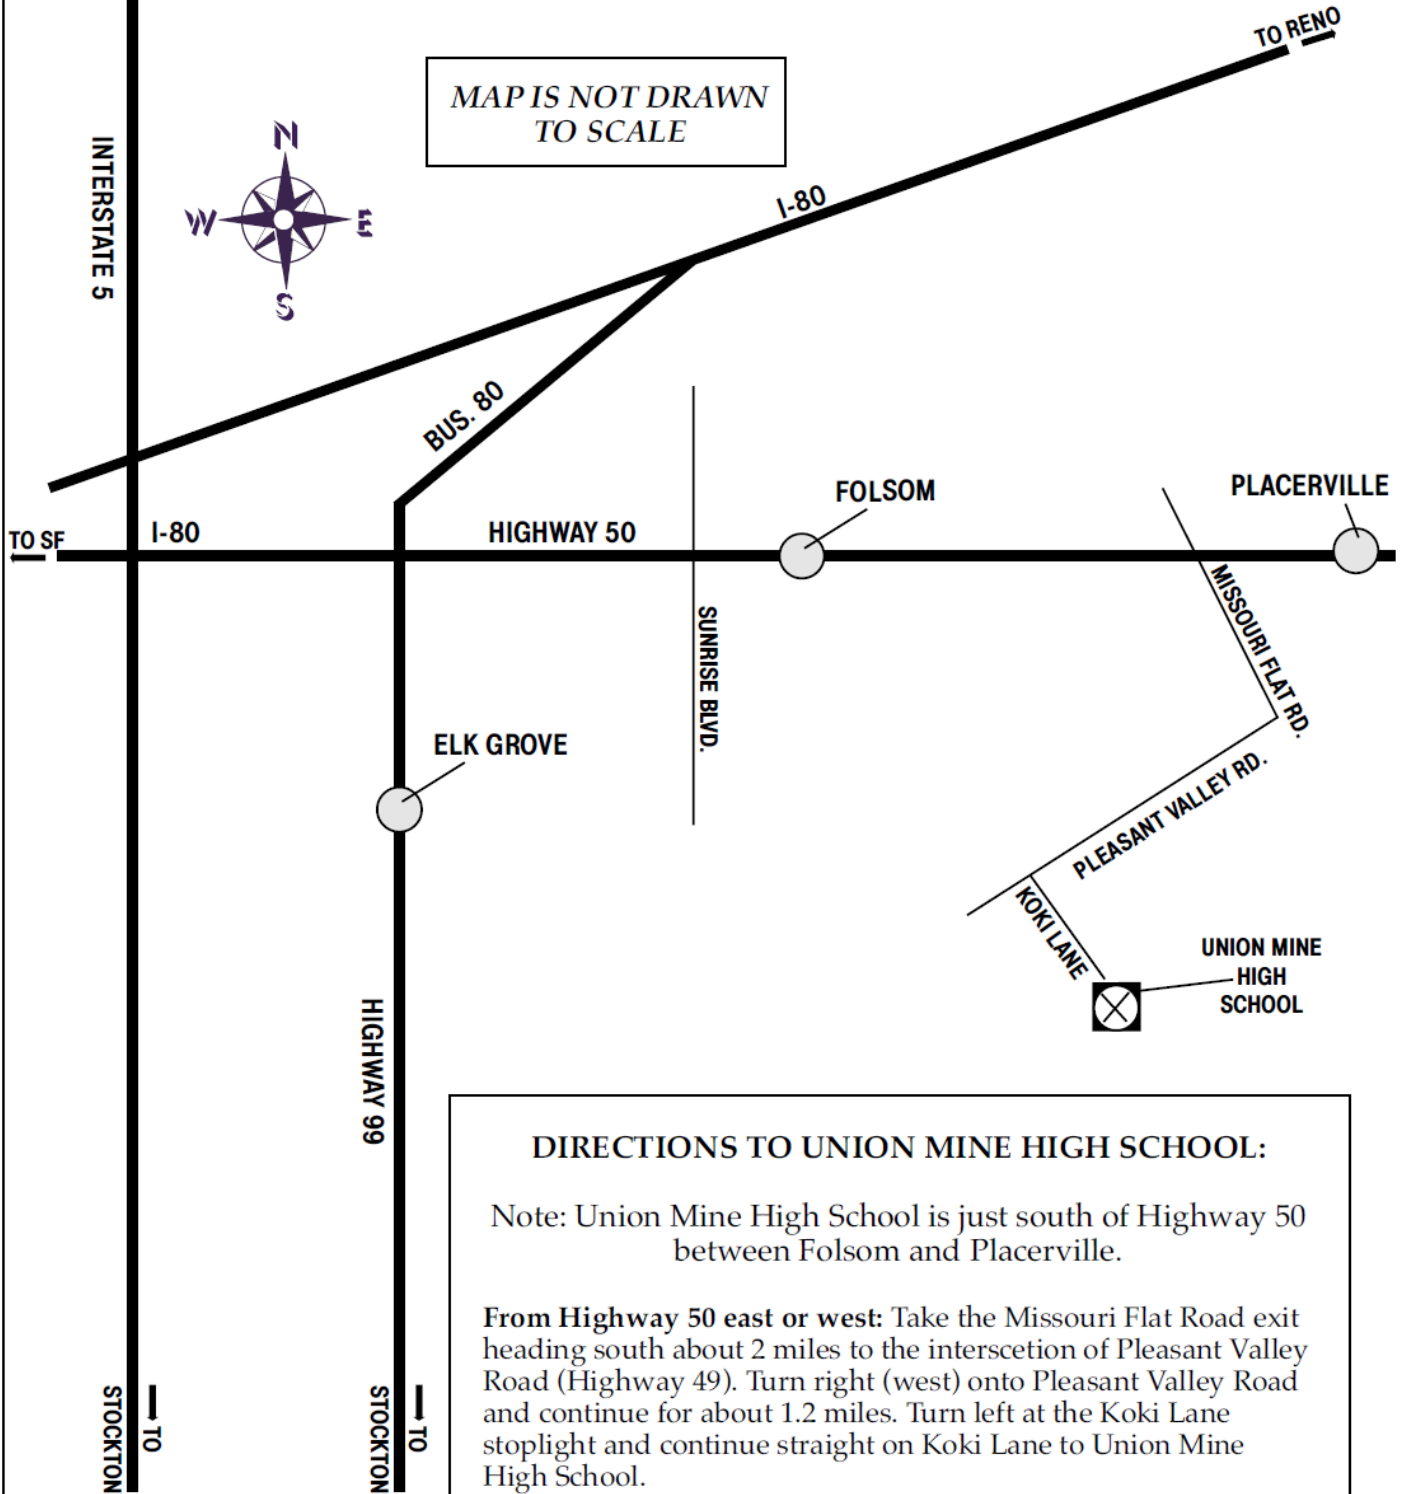 TO RENO
MAP IS NOT DRAWN
TO SCALE
N
W
E
S
INTERSTATE 5
I-80
BUS. 80
FOLSOM
PLACERVILLE
TO SF
I-80
HIGHWAY 50
MISSOURI FLAT RD.
SUNRISE BLVD.
ELK GROVE
PLEASANT VALLEY RD.
KOKI LANE
UNION MINE
HIGH
SCHOOL
HIGHWAY 99
DIRECTIONS TO UNION MINE HIGH SCHOOL:
Note: Union Mine High School is just south of Highway 50
between Folsom and Placerville.
From Highway 50 east or west: Take the Missouri Flat Road exit
heading south about 2 miles to the interscetion of Pleasant Valley
Road (Highway 49). Turn right (west) onto Pleasant Valley Road
and continue for about 1.2 miles. Turn left at the Koki Lane
stoplight and continue straight on Koki Lane to Union Mine
High School.
TO
STOCKTON
TO
STOCKTON